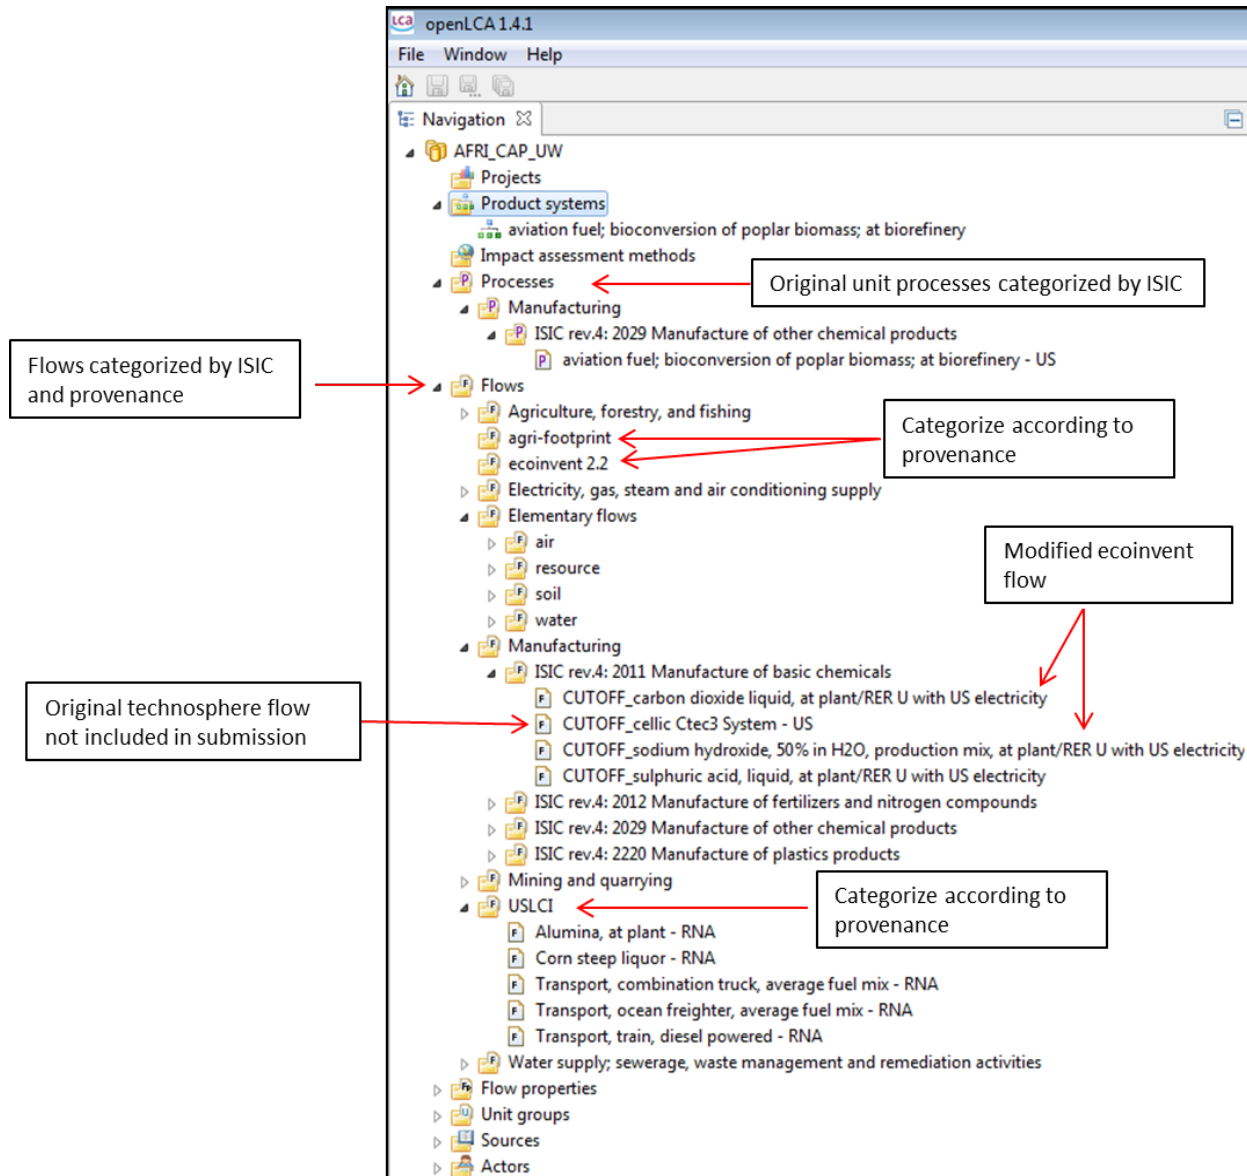 LCA
openLCA 1.4.1
File Window Help
Navigation
AFRI_CAP_UW
Projects
Product systems
aviation fuel; bioconversion of poplar biomass; at biorefinery
Impact assessment methods
Processes
Original unit processes categorized by ISIC
Manufacturing
ISIC rev.4: 2029 Manufacture of other chemical products
aviation fuel; bioconversion of poplar biomass; at biorefinery - US
Flows categorized by ISIC
and provenance
Flows
Agriculture, forestry, and fishing
agri-footprint
ecoinvent 2.2
Categorize according to
provenance
Electricity, gas, steam and air conditioning supply
Elementary flows
air
resource
soil
water
Modified ecoinvent
flow
Manufacturing
ISIC rev.4: 2011 Manufacture of basic chemicals
CUTOFF_carbon dioxide liquid, at plant/RER U with US electricity
Original technosphere flow
not included in submission
CUTOFF_cellic Ctec3 System - US
CUTOFF_sodium hydroxide, 50% in H2O, production mix, at plant/RER U with US electricity
CUTOFF_sulphuric acid, liquid, at plant/RER U with US electricity
ISIC rev.4: 2012 Manufacture of fertilizers and nitrogen compounds
ISIC rev.4: 2029 Manufacture of other chemical products
ISIC rev.4: 2220 Manufacture of plastics products
Mining and quarrying
USLCI
Categorize according to
provenance
Alumina, at plant - RNA
Corn steep liquor - RNA
Transport, combination truck, average fuel mix - RNA
Transport, ocean freighter, average fuel mix - RNA
Transport, train, diesel powered - RNA
Water supply; sewerage, waste management and remediation activities
Flow properties
Unit groups
Sources
Actors